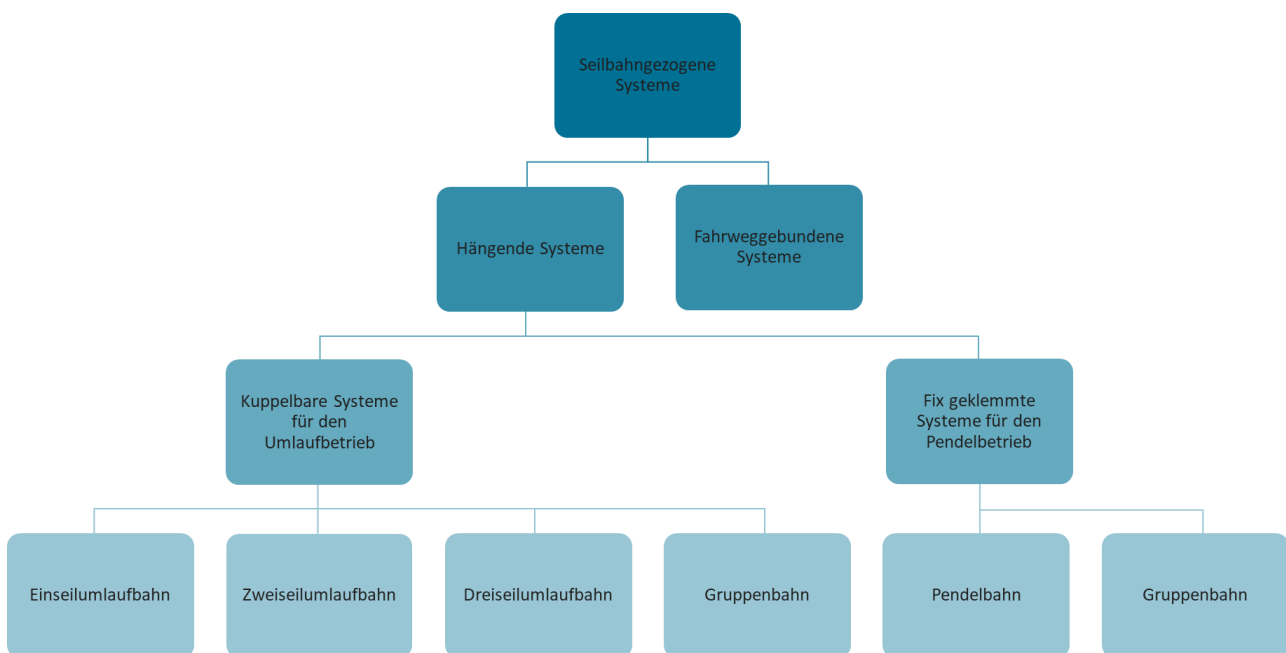 Seilbahngezogene
Systeme
Hängende Systeme
Fahrweggebundene
Systeme
Kuppelbare Systeme
für den
Umlaufbetrieb
Fix geklemmte
Systeme für den
Pendelbetrieb
Einseilumlaufbahn
Zweiseilumlaufbahn
Dreiseilumlaufbahn
Gruppenbahn
Pendelbahn
Gruppenbahn